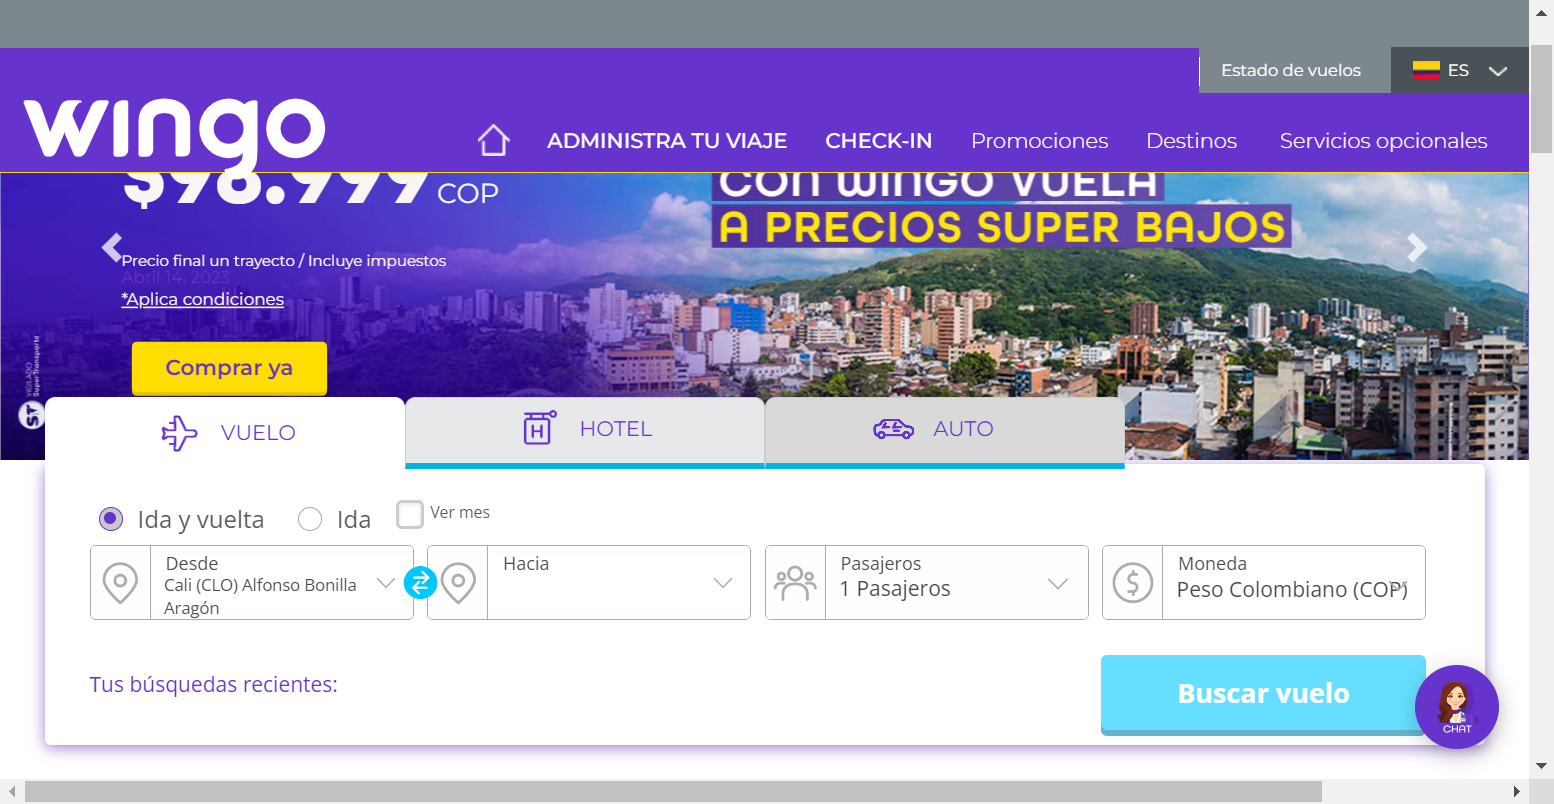 Estado de vuelos
ES
wingo
ADMINISTRA TU VIAJE
CHECK-IN
Promociones
Destinos
Servicios opcionales
$98.999 COP
CON WINGO VUELA
A PRECIOS SUPER BAJOS
Precio final un trayecto / Incluye impuestos
Abril 14, 2023
*Aplica condiciones
VIGILADO
SuperTransporte
Comprar ya
VUELO
HOTEL
AUTO
Ida y vuelta
Ida
Ver mes
Desde
Cali (CLO) Alfonso Bonilla
Aragón
Hacia
Pasajeros
1 Pasajeros
Moneda
Peso Colombiano (COP)
Tus búsquedas recientes:
Buscar vuelo
CHAT